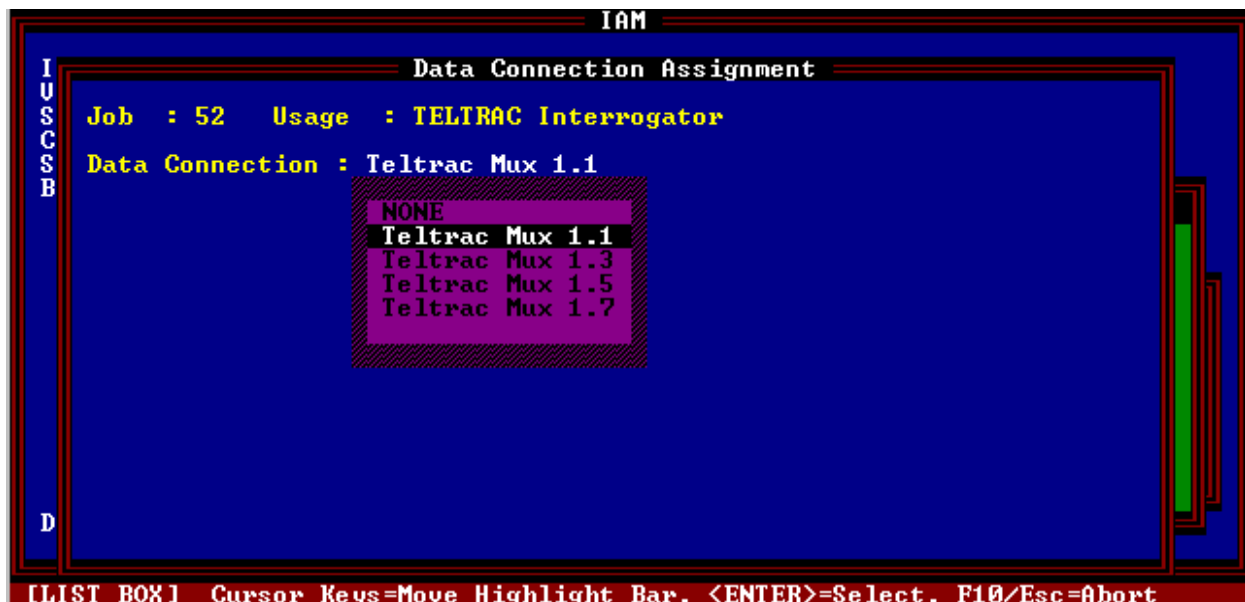 IAM
Data Connection Assignment
I
V
S
C
S
B
Job : 52 Usage : TELTRAC Interrogator
Data Connection : Teltrac Mux 1.1
NONE
Teltrac Mux 1.1
Teltrac Mux 1.3
Teltrac Mux 1.5
Teltrac Mux 1.7
D
[LIST BOX] Cursor Keys=Move Highlight Bar, <ENTER>=Select, F10/Esc=Abort